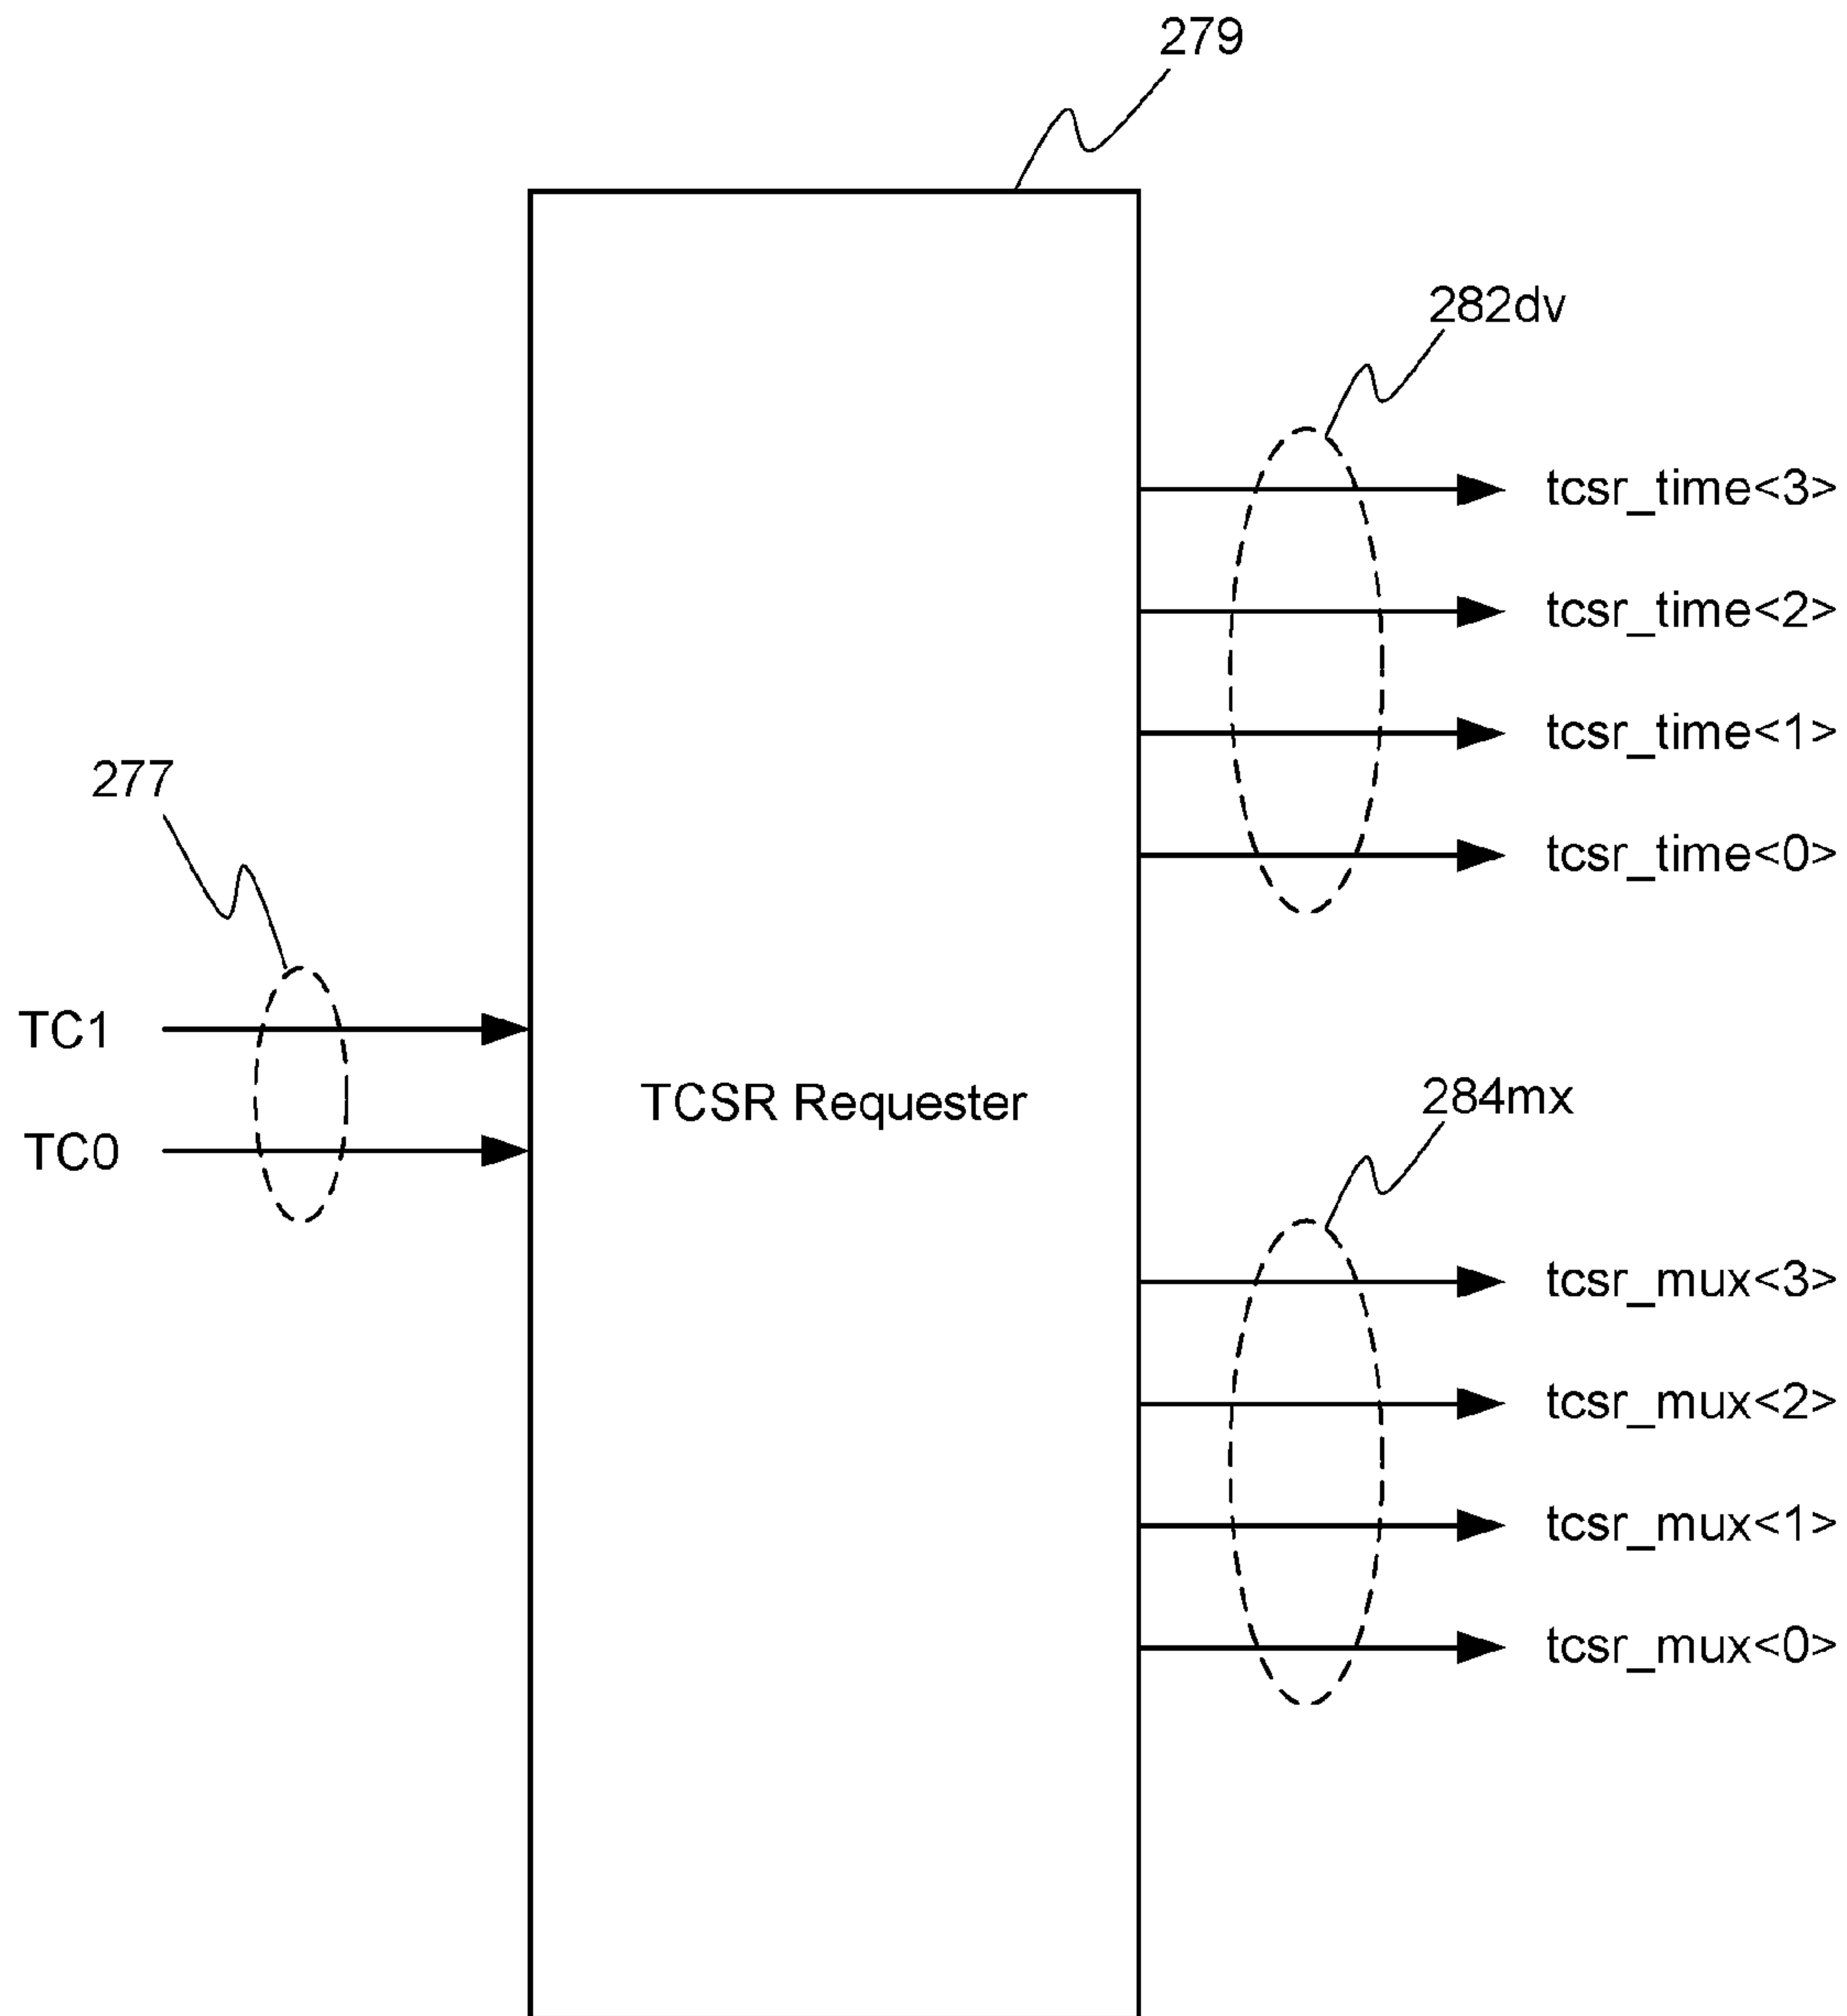 279
282dv
tcsr_time<3>
tcsr_time<2>
tcsr_time<1>
277
tcsr_time<0>
TC1
TCSR Requester
284mx
TC0
tcsr_mux<3>
tcsr_mux<2>
tcsr_mux<1>
tcsr_mux<0>